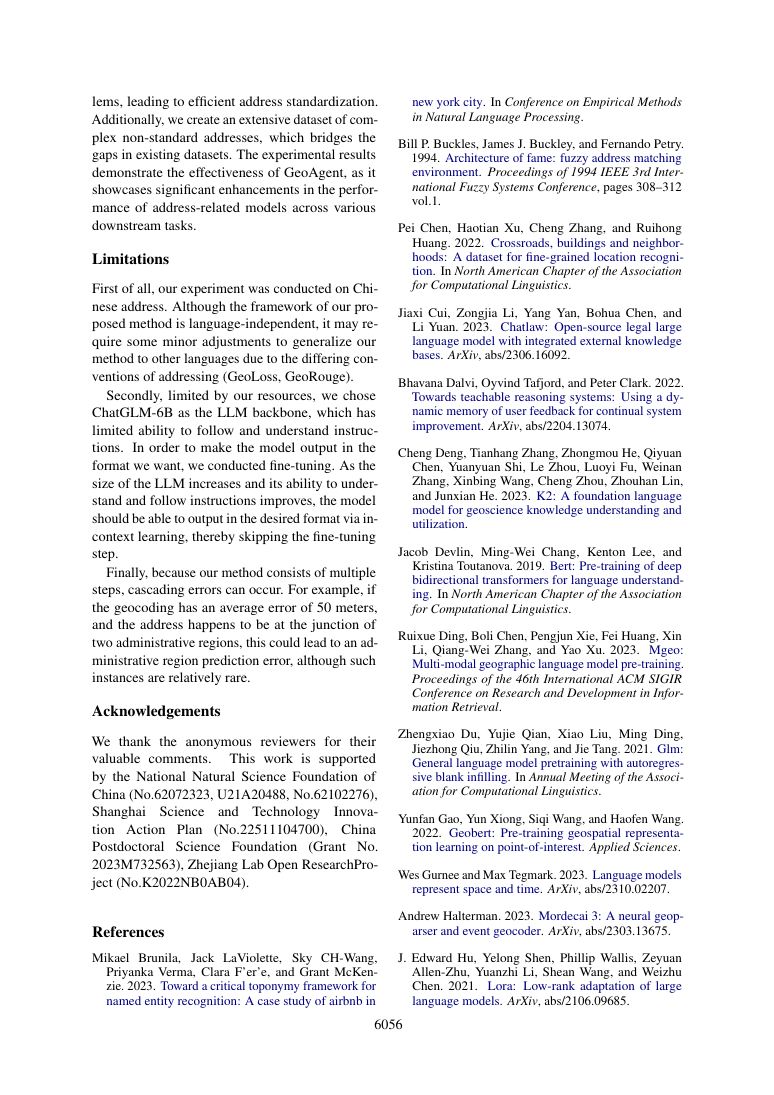 lems, leading to efficient address standardization.
Additionally, we create an extensive dataset of com-
plex non-standard addresses, which bridges the
gaps in existing datasets. The experimental results
demonstrate the effectiveness of GeoAgent, as it
showcases significant enhancements in the perfor-
mance of address-related models across various
downstream tasks.
Limitations
First of all, our experiment was conducted on Chi-
nese address. Although the framework of our pro-
posed method is language-independent, it may re-
quire some minor adjustments to generalize our
method to other languages due to the differing con-
ventions of addressing (GeoLoss, GeoRouge).
Secondly, limited by our resources, we chose
ChatGLM-6B as the LLM backbone, which has
limited ability to follow and understand instruc-
tions. In order to make the model output in the
format we want, we conducted fine-tuning. As the
size of the LLM increases and its ability to under-
stand and follow instructions improves, the model
should be able to output in the desired format via in-
context learning, thereby skipping the fine-tuning
step.
Finally, because our method consists of multiple
steps, cascading errors can occur. For example, if
the geocoding has an average error of 50 meters,
and the address happens to be at the junction of
two administrative regions, this could lead to an ad-
ministrative region prediction error, although such
instances are relatively rare.
Acknowledgements
We thank the anonymous reviewers for their
valuable comments. This work is supported
by the National Natural Science Foundation of
China (No.62072323, U21A20488, No.62102276),
Shanghai Science and Technology Innova-
tion Action Plan (No.22511104700), China
Postdoctoral Science Foundation (Grant No.
2023M732563), Zhejiang Lab Open ResearchPro-
ject (No.K2022NB0AB04).
References
Mikael Brunila, Jack LaViolette, Sky CH-Wang,
Priyanka Verma, Clara F'er'e, and Grant McKen-
zie. 2023. Toward a critical toponymy framework for
named entity recognition: A case study of airbnb in
new york city. In Conference on Empirical Methods
in Natural Language Processing.
Bill P. Buckles, James J. Buckley, and Fernando Petry.
1994. Architecture of fame: fuzzy address matching
environment. Proceedings of 1994 IEEE 3rd Inter-
national Fuzzy Systems Conference, pages 308–312
vol.1.
Pei Chen, Haotian Xu, Cheng Zhang, and Ruihong
Huang. 2022. Crossroads, buildings and neighbor-
hoods: A dataset for fine-grained location recogni-
tion. In North American Chapter of the Association
for Computational Linguistics.
Jiaxi Cui, Zongjia Li, Yang Yan, Bohua Chen, and
Li Yuan. 2023. Chatlaw: Open-source legal large
language model with integrated external knowledge
bases. ArXiv, abs/2306.16092.
Bhavana Dalvi, Oyvind Tafjord, and Peter Clark. 2022.
Towards teachable reasoning systems: Using a dy-
namic memory of user feedback for continual system
improvement. ArXiv, abs/2204.13074.
Cheng Deng, Tianhang Zhang, Zhongmou He, Qiyuan
Chen, Yuanyuan Shi, Le Zhou, Luoyi Fu, Weinan
Zhang, Xinbing Wang, Cheng Zhou, Zhouhan Lin,
and Junxian He. 2023. K2: A foundation language
model for geoscience knowledge understanding and
utilization.
Jacob Devlin, Ming-Wei Chang, Kenton Lee, and
Kristina Toutanova. 2019. Bert: Pre-training of deep
bidirectional transformers for language understand-
ing. In North American Chapter of the Association
for Computational Linguistics.
Ruixue Ding, Boli Chen, Pengjun Xie, Fei Huang, Xin
Li, Qiang-Wei Zhang, and Yao Xu. 2023. Mgeo:
Multi-modal geographic language model pre-training.
Proceedings of the 46th International ACM SIGIR
Conference on Research and Development in Infor-
mation Retrieval.
Zhengxiao Du, Yujie Qian, Xiao Liu, Ming Ding,
Jiezhong Qiu, Zhilin Yang, and Jie Tang. 2021. Glm:
General language model pretraining with autoregres-
sive blank infilling. In Annual Meeting of the Associ-
ation for Computational Linguistics.
Yunfan Gao, Yun Xiong, Siqi Wang, and Haofen Wang.
2022. Geobert: Pre-training geospatial representa-
tion learning on point-of-interest. Applied Sciences.
Wes Gurnee and Max Tegmark. 2023. Language models
represent space and time. ArXiv, abs/2310.02207.
Andrew Halterman. 2023. Mordecai 3: A neural geop-
arser and event geocoder. ArXiv, abs/2303.13675.
J. Edward Hu, Yelong Shen, Phillip Wallis, Zeyuan
Allen-Zhu, Yuanzhi Li, Shean Wang, and Weizhu
Chen. 2021. Lora: Low-rank adaptation of large
language models. ArXiv, abs/2106.09685.
6056